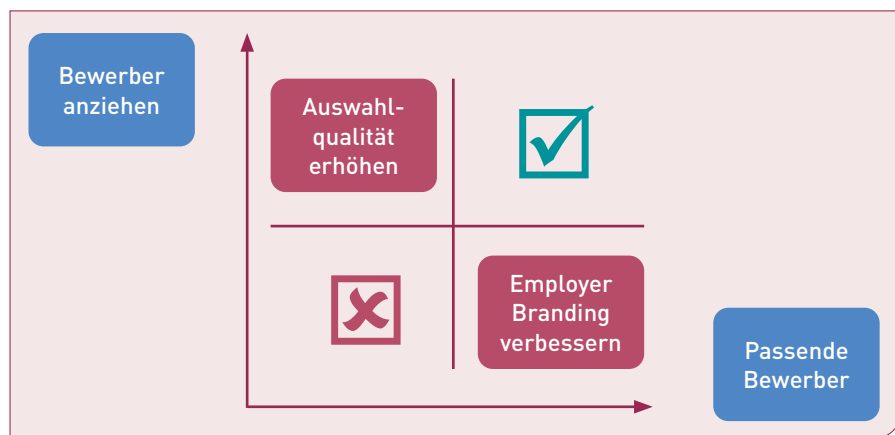 Bewerber
anziehen
Auswahl-
qualität
erhöhen
Employer
Branding
verbessern
Passende
Bewerber